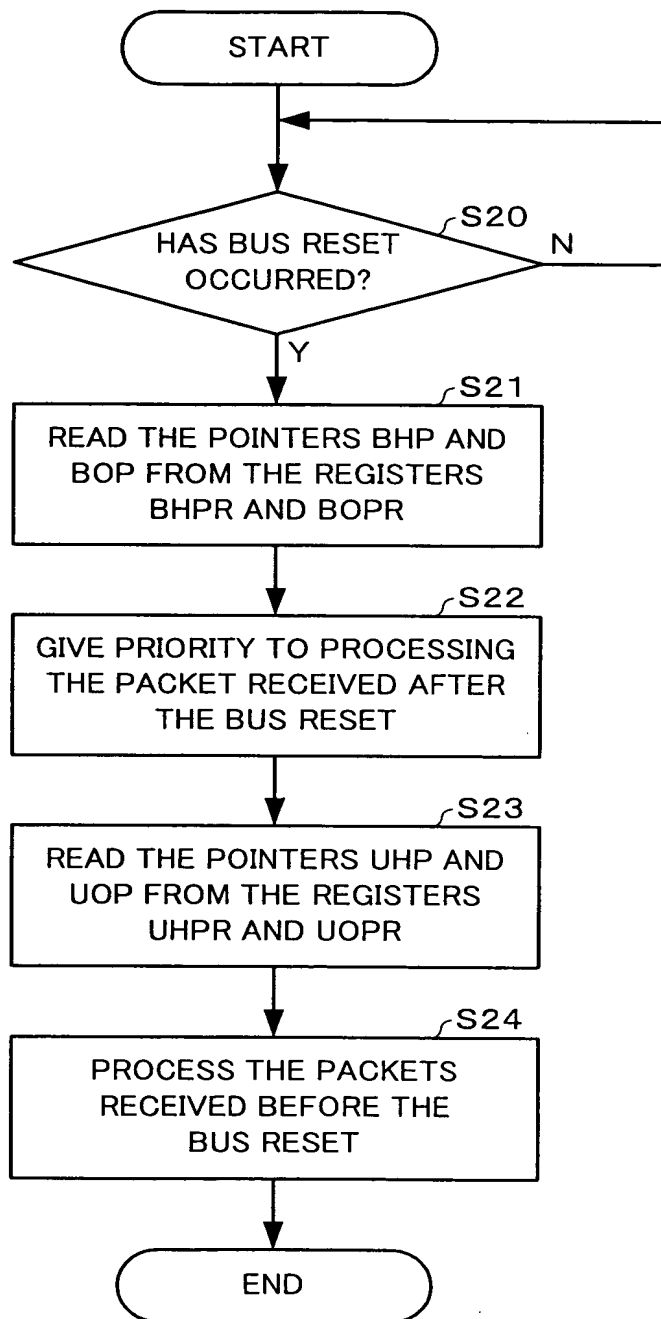 START
S20
HAS BUS RESET
OCCURRED?
N
Y
S21
READ THE POINTERS BHP AND
BOP FROM THE REGISTERS
BHPR AND BOPR
S22
GIVE PRIORITY TO PROCESSING
THE PACKET RECEIVED AFTER
THE BUS RESET
S23
READ THE POINTERS UHP AND
UOP FROM THE REGISTERS
UHPR AND UOPR
S24
PROCESS THE PACKETS
RECEIVED BEFORE THE
BUS RESET
END